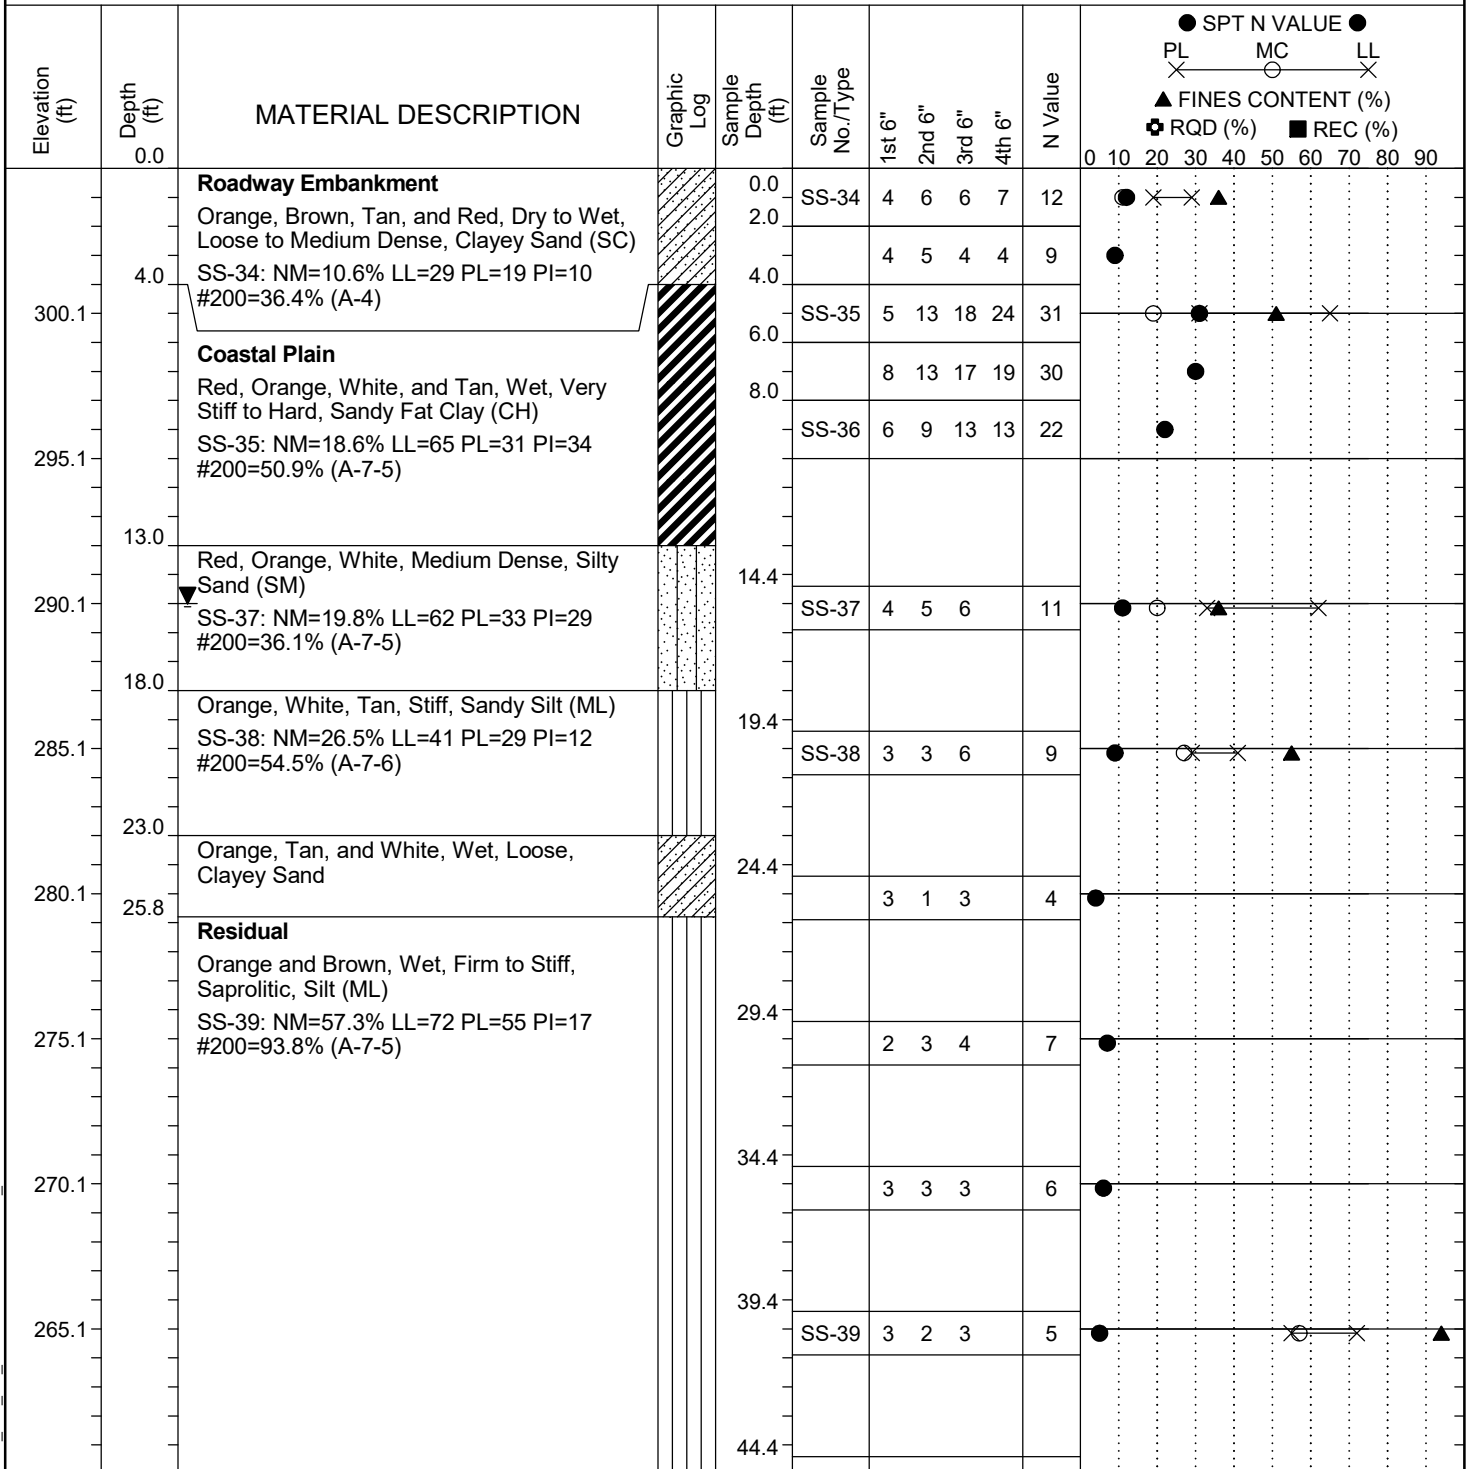 ● SPT N VALUE ●
PL MC LL
▲ FINES CONTENT (%)
RQD (%) ■ REC (%)
0 10 20 30 40 50 60 70 80 90
Elevation (ft)
Depth (ft)
0.0
MATERIAL DESCRIPTION
Graphic Log
Sample Depth (ft)
Sample No./Type
1st 6"
2nd 6"
3rd 6"
4th 6"
N Value
Roadway Embankment
Orange, Brown, Tan, and Red, Dry to Wet,
Loose to Medium Dense, Clayey Sand (SC)
SS-34: NM=10.6% LL=29 PL=19 PI=10
#200=36.4% (A-4)
4.0
0.0
SS-34 4 6 6 7 12
2.0
4 5 4 4 9
4.0
300.1
SS-35 5 13 18 24 31
6.0
Coastal Plain
Red, Orange, White, and Tan, Wet, Very
Stiff to Hard, Sandy Fat Clay (CH)
SS-35: NM=18.6% LL=65 PL=31 PI=34
#200=50.9% (A-7-5)
8 13 17 19 30
8.0
SS-36 6 9 13 13 22
295.1
13.0
Red, Orange, White, Medium Dense, Silty
Sand (SM)
SS-37: NM=19.8% LL=62 PL=33 PI=29
#200=36.1% (A-7-5)
14.4
290.1
SS-37 4 5 6 11
18.0
Orange, White, Tan, Stiff, Sandy Silt (ML)
SS-38: NM=26.5% LL=41 PL=29 PI=12
#200=54.5% (A-7-6)
19.4
285.1
SS-38 3 3 6 9
23.0
Orange, Tan, and White, Wet, Loose,
Clayey Sand
24.4
280.1
3 1 3 4
25.8
Residual
Orange and Brown, Wet, Firm to Stiff,
Saprolitic, Silt (ML)
SS-39: NM=57.3% LL=72 PL=55 PI=17
#200=93.8% (A-7-5)
29.4
275.1
2 3 4 7
34.4
270.1
3 3 3 6
39.4
265.1
SS-39 3 2 3 5
44.4